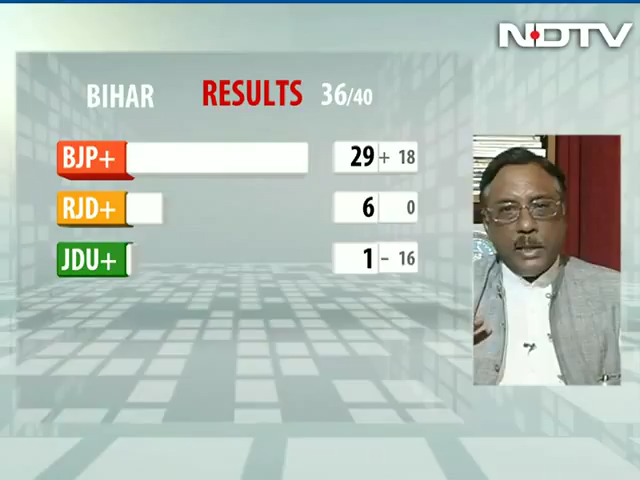 NDTV
BIHAR RESULTS 36/40
BJP+ 29 + 18
RJD+ 6 0
JDU+ 1 - 16